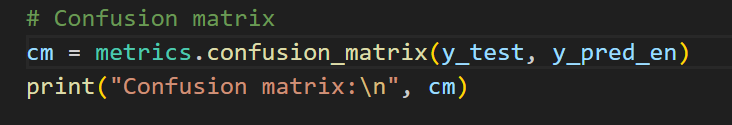 # Confusion matrix
cm = metrics.confusion_matrix(y_test, y_pred_en)
print("Confusion matrix:\n", cm)